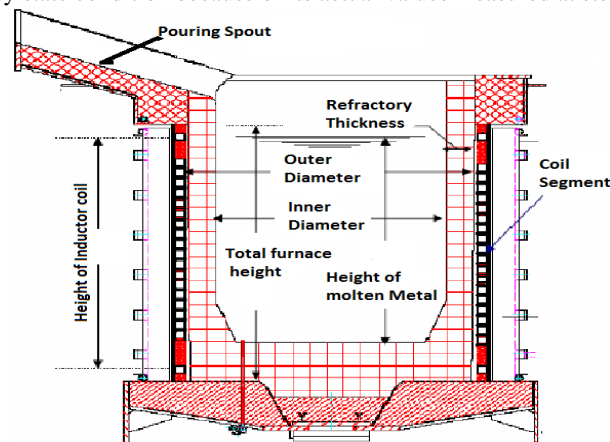 Pouring Spout
Refractory
Thickness
Outer
Diameter
Coil
Segment
Inner
Diameter
Total furnace
height
Height of
molten Metal
Height of Inductor coil